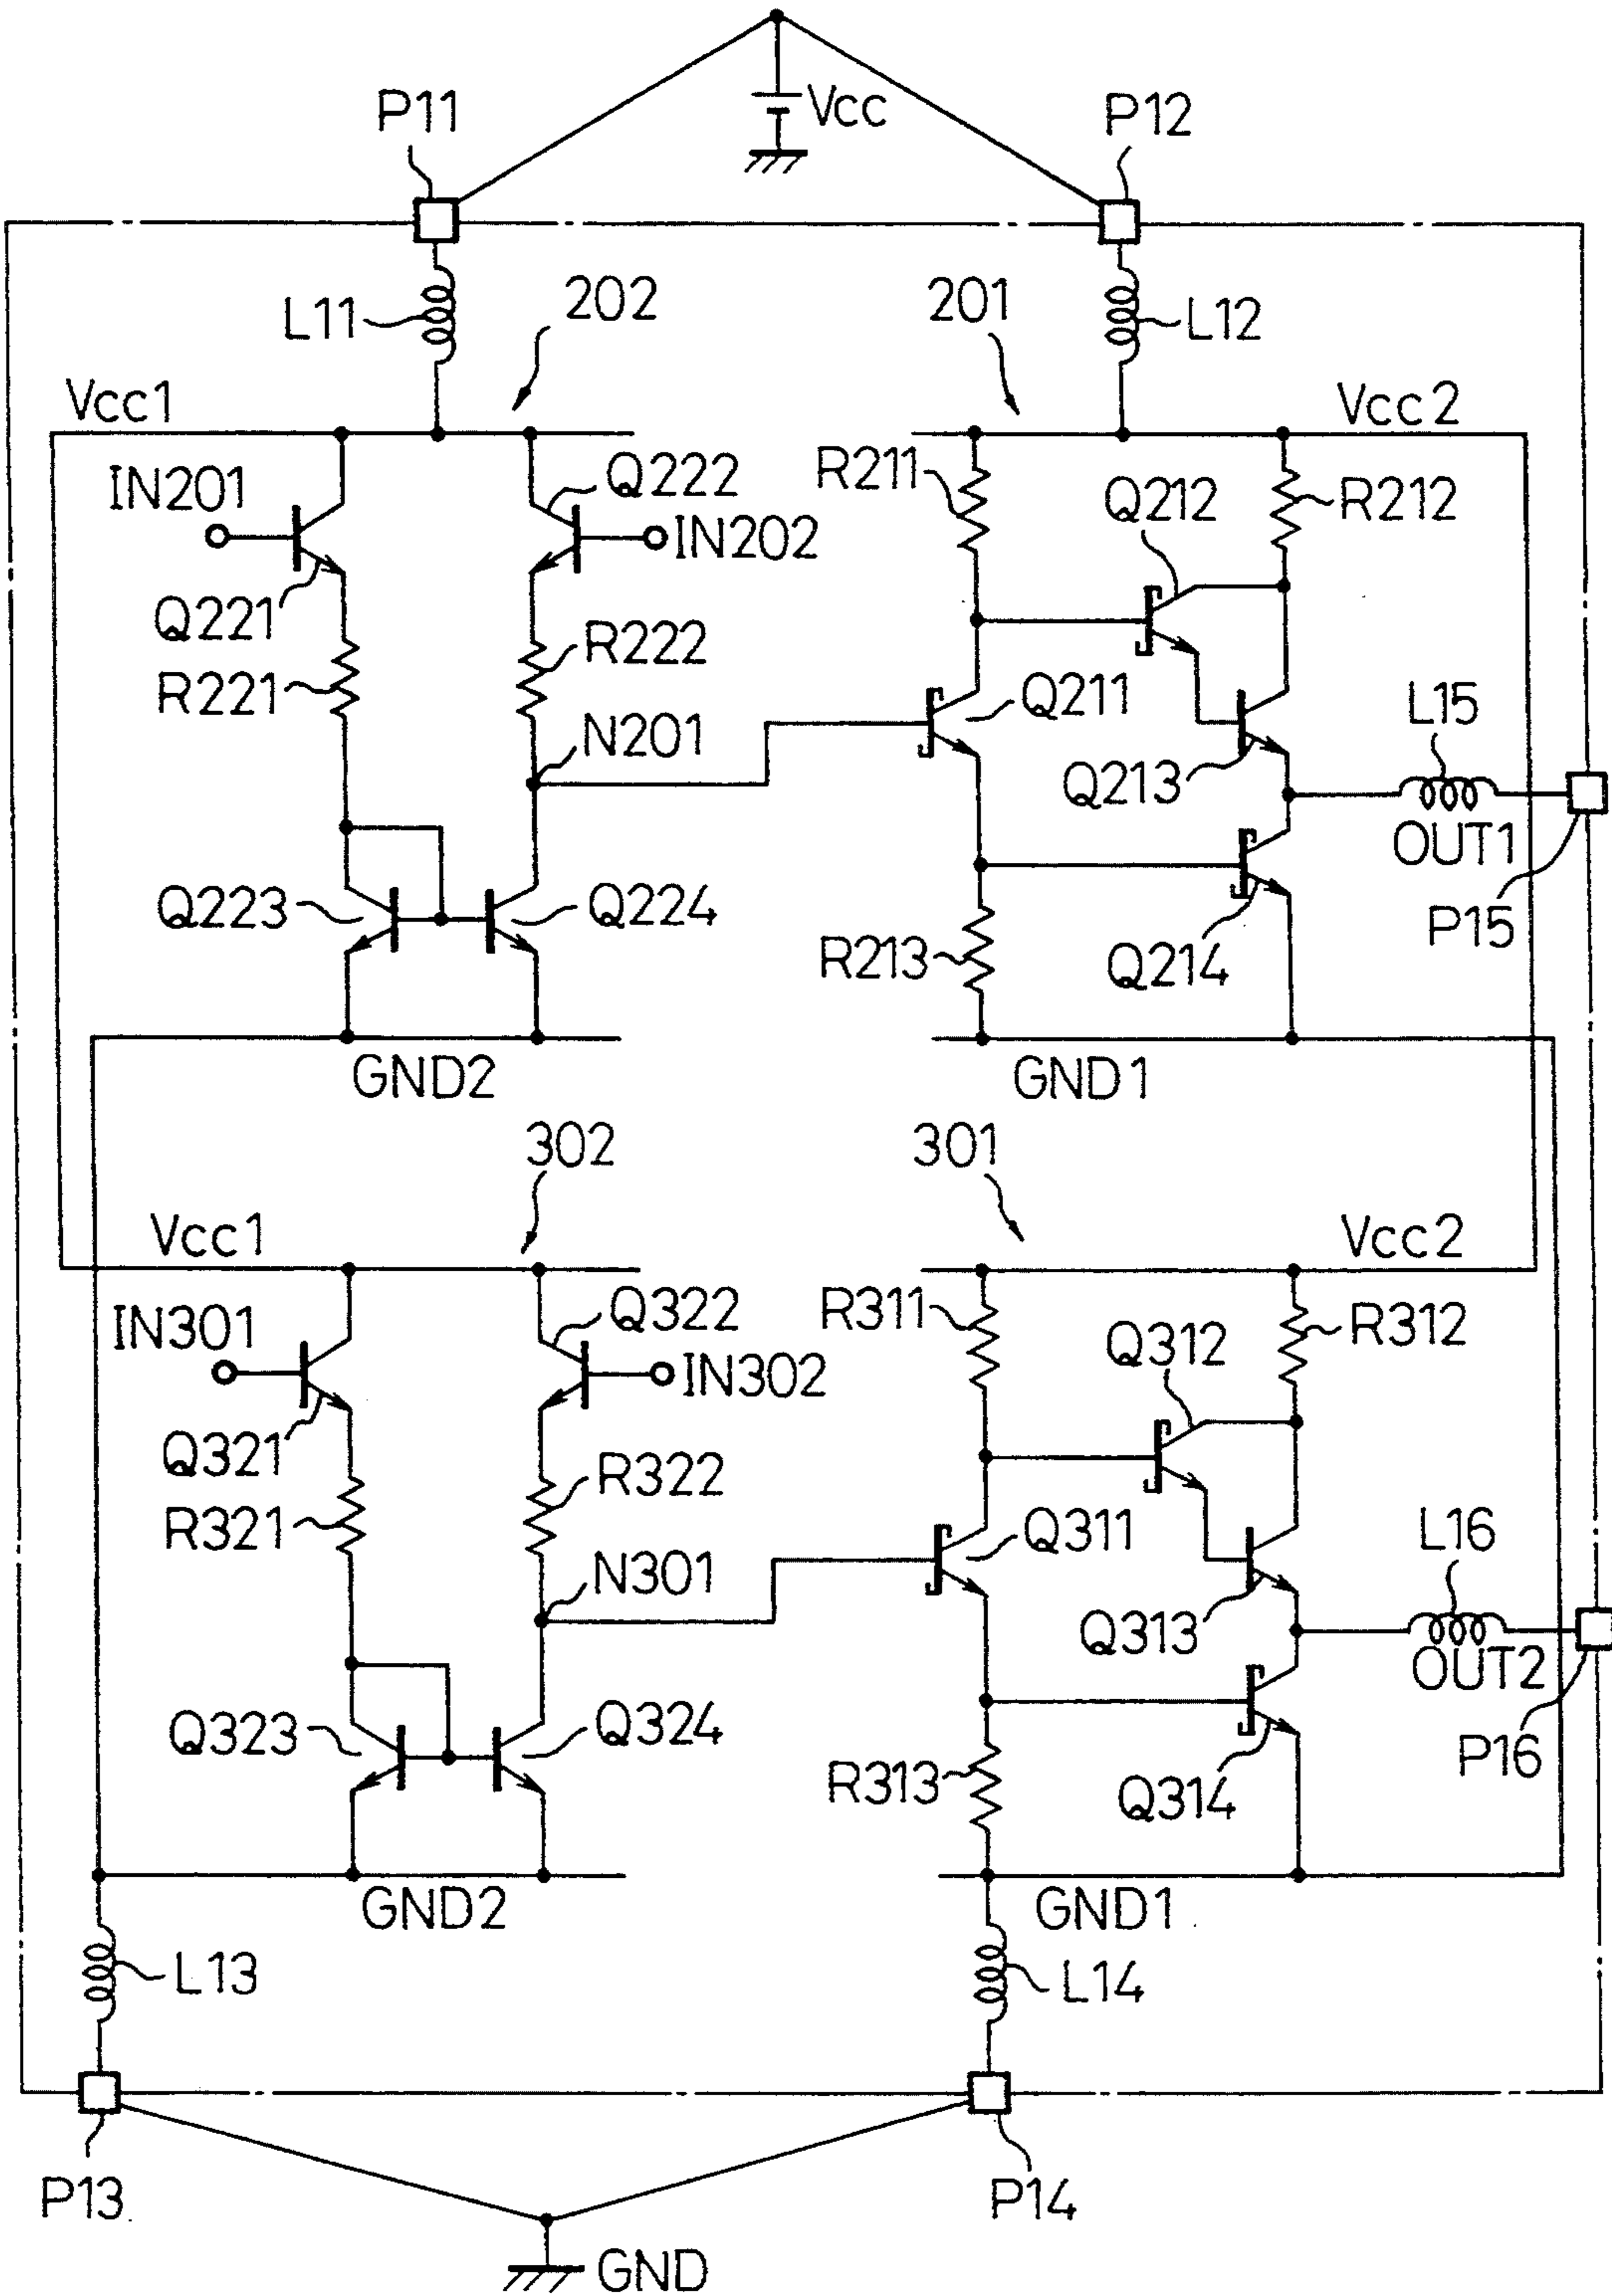 P11
Vcc
P12
L11
202
201
L12
Vcc1
Vcc2
IN201
Q222
R211
Q212
R212
IN202
Q221
R222
R221
Q211
L15
N201
Q213
OUT1
Q223
Q224
P15
R213
Q214
GND2
GND1
302
301
Vcc1
Vcc2
IN301
Q322
R311
Q312
R312
IN302
Q321
R322
R321
Q311
L16
N301
Q313
OUT2
Q323
Q324
P16
R313
Q314
GND2
GND1
L13
L14
P13
P14
GND